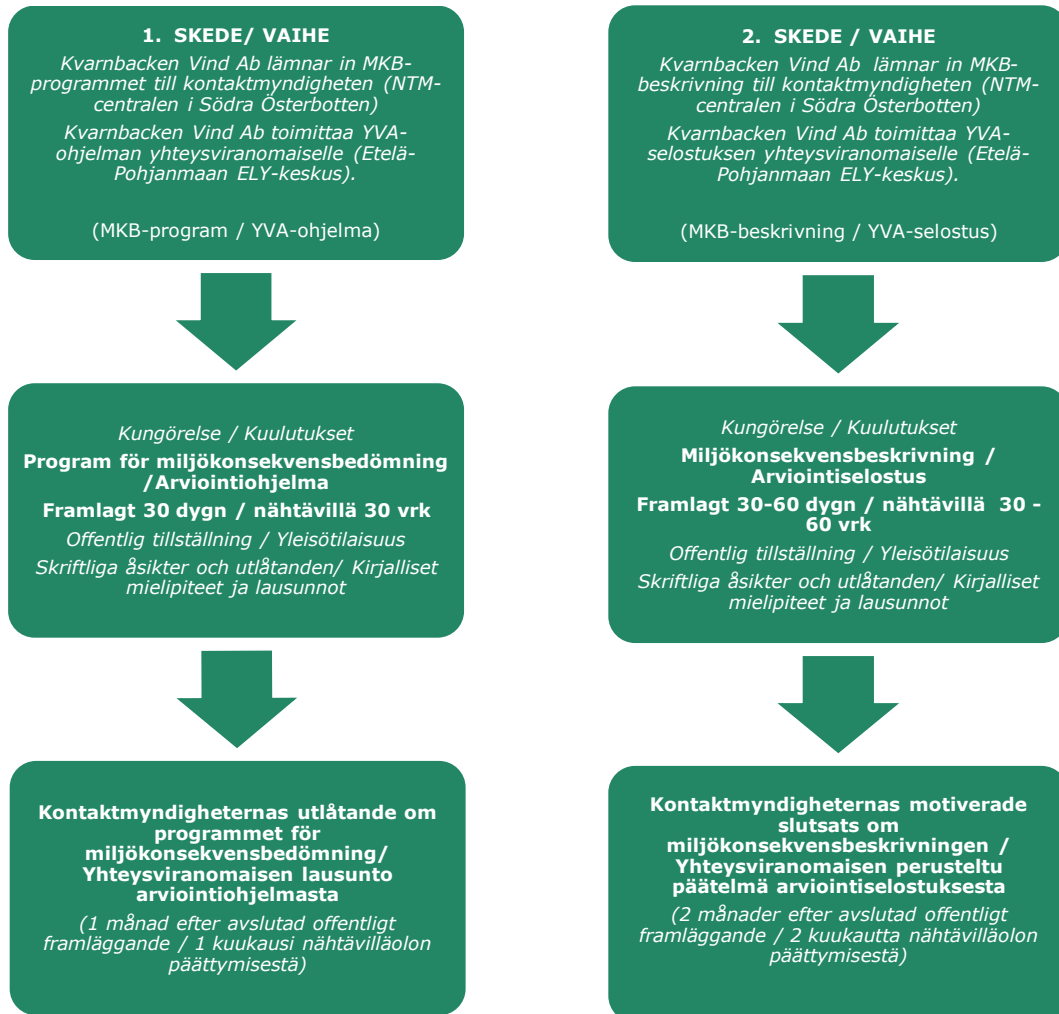 1. SKEDE/ VAIHE
Kvarnbacken Vind Ab lämnar in MKB-
programmet till kontaktmyndigheten (NTM-
centralen i Södra Österbotten)
Kvarnbacken Vind Ab toimittaa YVA-
ohjelman yhteysviranomaiselle (Etelä-
Pohjanmaan ELY-keskus).
(MKB-program / YVA-ohjelma)
Kungörelse / Kuulutukset
Program för miljökonsekvensbedömning
/Arviointiohjelma
Framlagt 30 dygn / nähtävillä 30 vrk
Offentlig tillställning / Yleisötilaisuus
Skriftliga åsikter och utlåtanden/ Kirjalliset
mielipiteet ja lausunnot
Kontaktmyndigheternas utlåtande om
programmet för
miljökonsekvensbedömning/
Yhteysviranomaisen lausunto
arviointiohjelmasta
(1 månad efter avslutad offentligt
framläggande / 1 kuukausi nähtävilläolon
päättymisestä)
2. SKEDE / VAIHE
Kvarnbacken Vind Ab lämnar in MKB-
beskrivning till kontaktmyndigheten (NTM-
centralen i Södra Österbotten)
Kvarnbacken Vind Ab toimittaa YVA-
selostuksen yhteysviranomaiselle (Etelä-
Pohjanmaan ELY-keskus).
(MKB-beskrivning / YVA-selostus)
Kungörelse / Kuulutukset
Miljökonsekvensbeskrivning /
Arviointiselostus
Framlagt 30-60 dygn / nähtävillä 30 -
60 vrk
Offentlig tillställning / Yleisötilaisuus
Skriftliga åsikter och utlåtanden/ Kirjalliset
mielipiteet ja lausunnot
Kontaktmyndigheternas motiverade
slutsats om
miljökonsekvensbeskrivningen /
Yhteysviranomaisen perusteltu
päätelmä arviointiselostuksesta
(2 månader efter avslutad offentligt
framläggande / 2 kuukautta nähtävilläolon
päättymisestä)